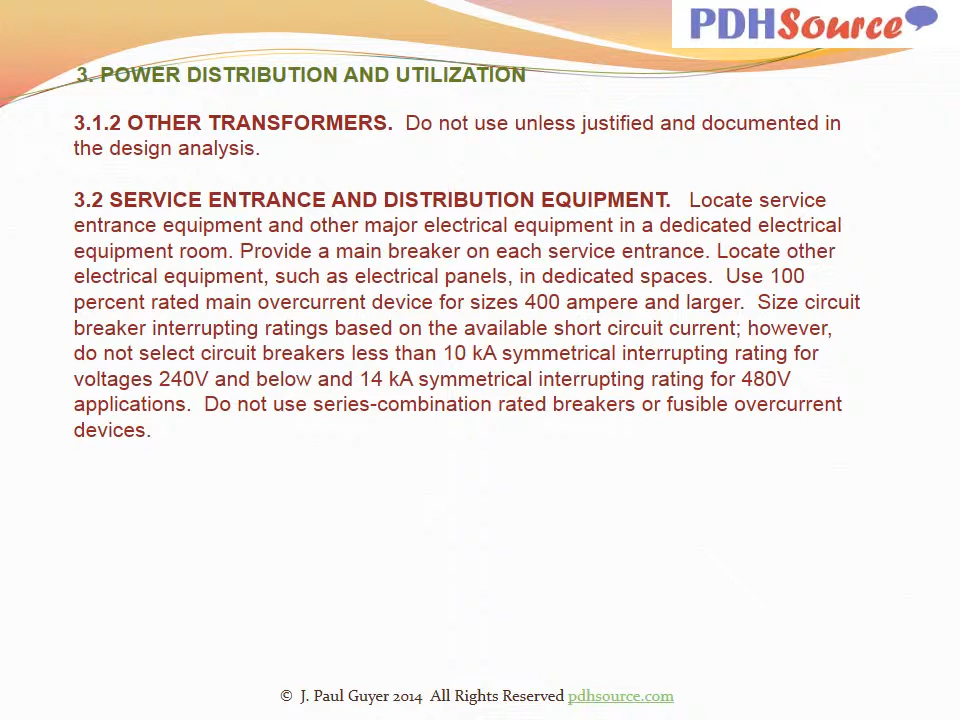 PDHSource
3. POWER DISTRIBUTION AND UTILIZATION
3.1.2 OTHER TRANSFORMERS. Do not use unless justified and documented in
the design analysis.
3.2 SERVICE ENTRANCE AND DISTRIBUTION EQUIPMENT. Locate service
entrance equipment and other major electrical equipment in a dedicated electrical
equipment room. Provide a main breaker on each service entrance. Locate other
electrical equipment, such as electrical panels, in dedicated spaces. Use 100
percent rated main overcurrent device for sizes 400 ampere and larger. Size circuit
breaker interrupting ratings based on the available short circuit current; however,
do not select circuit breakers less than 10 kA symmetrical interrupting rating for
voltages 240V and below and 14 kA symmetrical interrupting rating for 480V
applications. Do not use series-combination rated breakers or fusible overcurrent
devices.
© J. Paul Guyer 2014 All Rights Reserved pdhsource.com